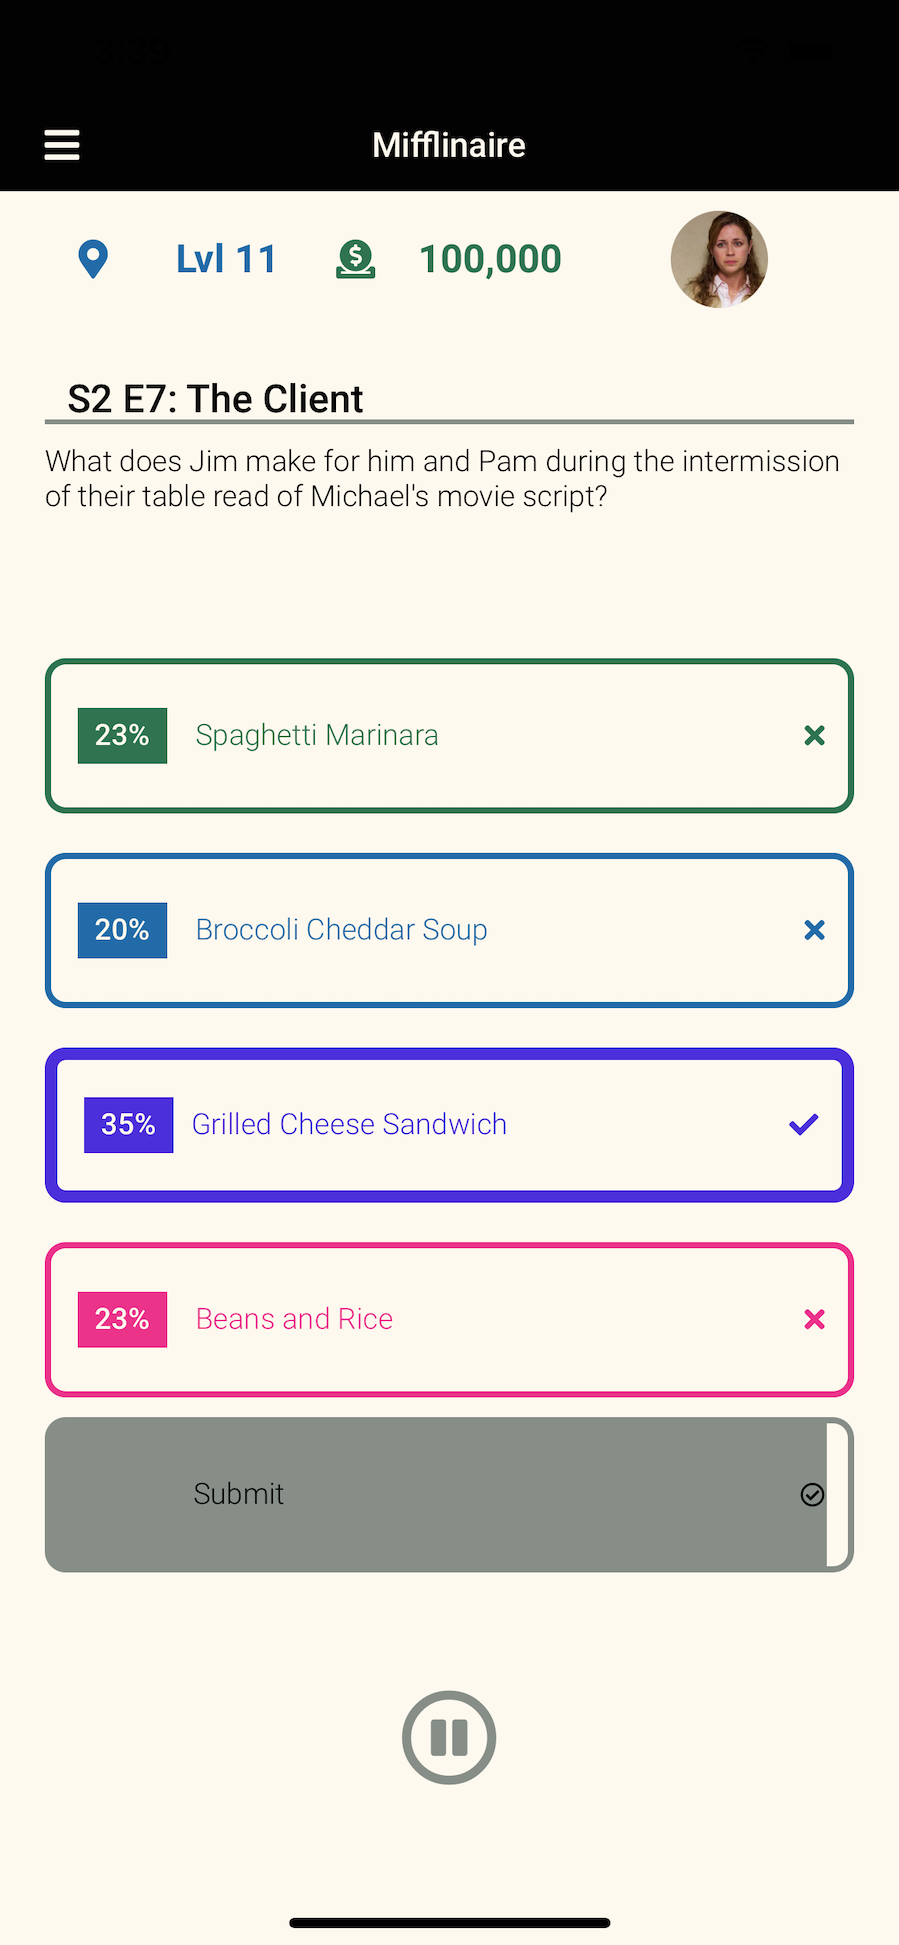 Mifflinaire
Lvl 11 100,000
S2 E7: The Client
What does Jim make for him and Pam during the intermission
of their table read of Michael's movie script?
23% Spaghetti Marinara
20% Broccoli Cheddar Soup
35% Grilled Cheese Sandwich
23% Beans and Rice
Submit